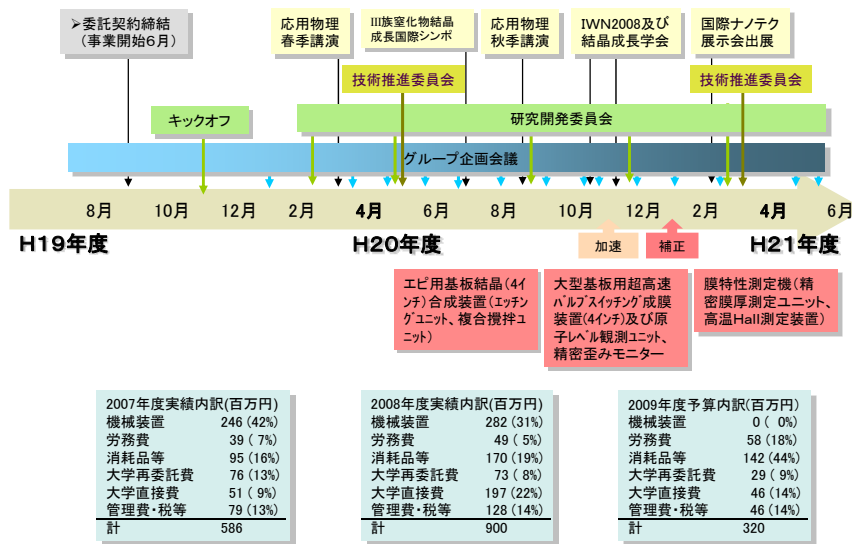 ➢委託契約締結
（事業開始６月）
応用物理
春季講演
Ⅲ族窒化物結晶
成長国際シンポ
応用物理
秋季講演
IWN2008及び
結晶成長学会
国際ナノテク
展示会出展
技術推進委員会
技術推進委員会
キックオフ
研究開発委員会
グループ企画会議
8月
10月
12月
2月
4月
6月
8月
10月
12月
2月
4月
6月
H19年度
H20年度
H21年度
加速
補正
エピ用基板結晶(4イ
ンチ)合成装置(エッチン
グユニット、複合攪拌ユ
ニット)
大型基板用超高速
バルブスイッチング成膜
装置(4インチ)及び原
子レベル観測ユニット、
精密歪みモニター
膜特性測定機(精
密膜厚測定ユニット、
高温Hall測定装置)
2007年度実績内訳(百万円)
機械装置 246 (42%)
労務費 39 ( 7%)
消耗品等 95 (16%)
大学再委託費 76 (13%)
大学直接費 51 ( 9%)
管理費・税等 79 (13%)
計 586
2008年度実績内訳(百万円)
機械装置 282 (31%)
労務費 49 ( 5%)
消耗品等 170 (19%)
大学再委託費 73 ( 8%)
大学直接費 197 (22%)
管理費・税等 128 (14%)
計 900
2009年度予算内訳(百万円)
機械装置 0 ( 0%)
労務費 58 (18%)
消耗品等 142 (44%)
大学再委託費 29 ( 9%)
大学直接費 46 (14%)
管理費・税等 46 (14%)
計 320